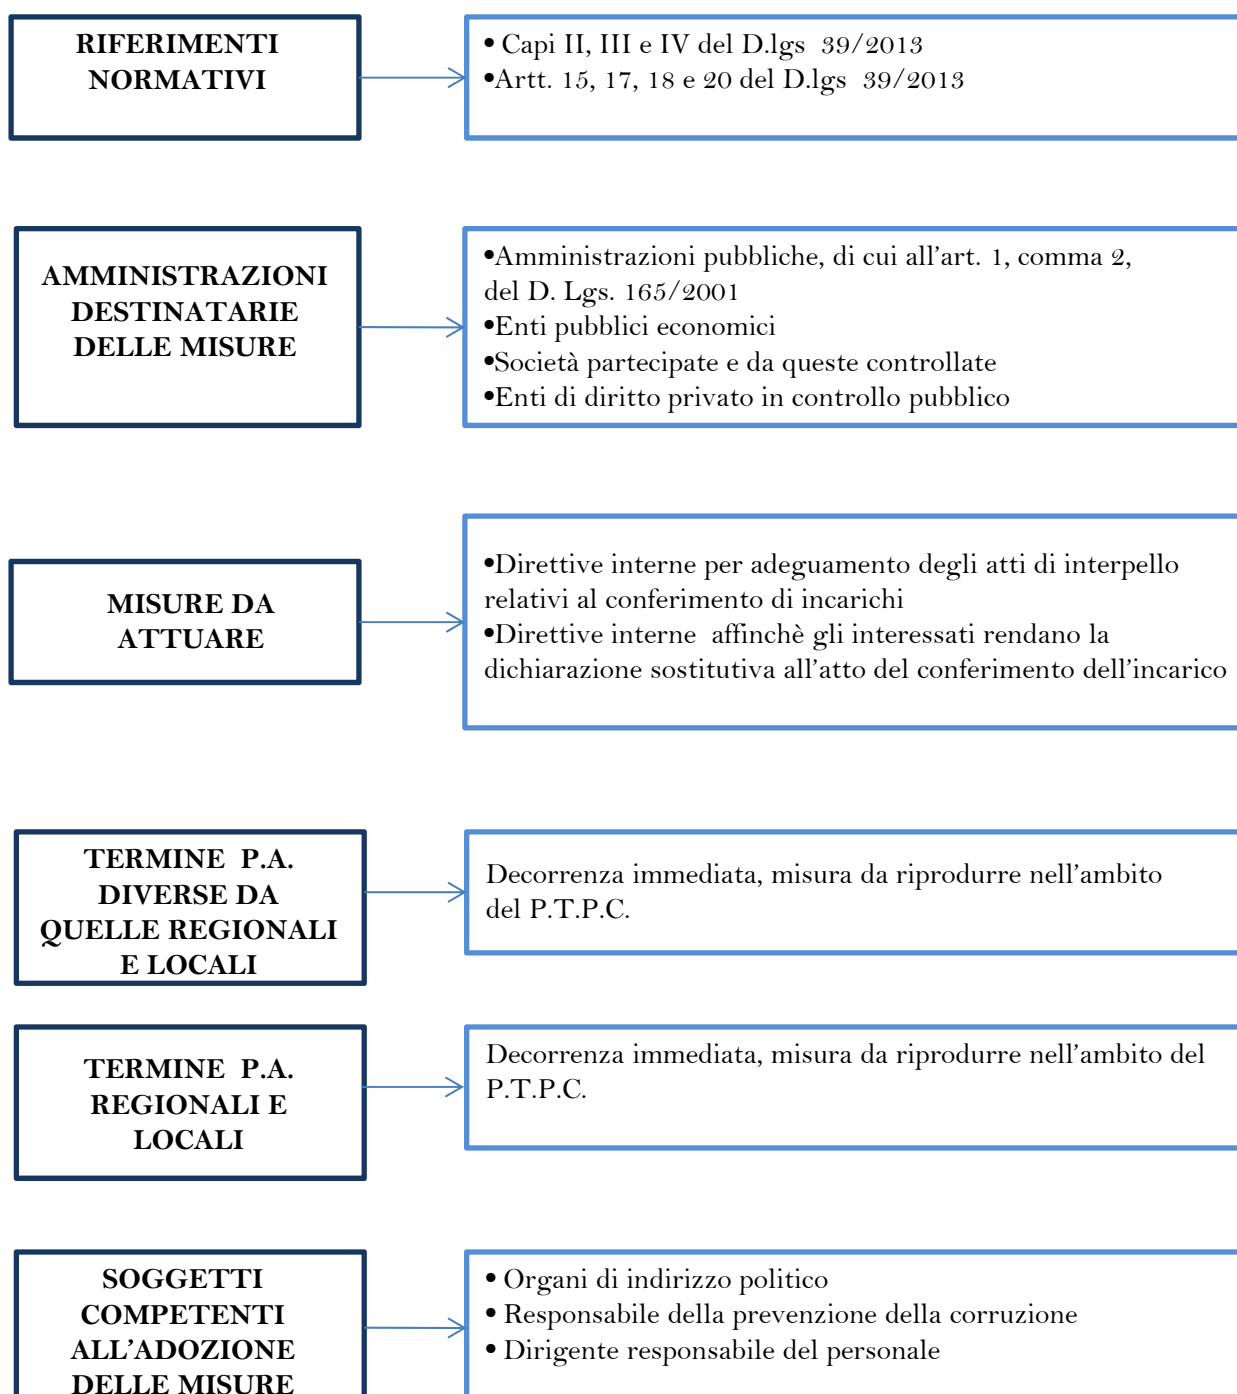 RIFERIMENTI
NORMATIVI
• Capi II, III e IV del D.lgs 39/2013
•Artt. 15, 17, 18 e 20 del D.lgs 39/2013
AMMINISTRAZIONI
DESTINATARIE
DELLE MISURE
•Amministrazioni pubbliche, di cui all’art. 1, comma 2,
del D. Lgs. 165/2001
•Enti pubblici economici
•Società partecipate e da queste controllate
•Enti di diritto privato in controllo pubblico
MISURE DA
ATTUARE
•Direttive interne per adeguamento degli atti di interpello
relativi al conferimento di incarichi
•Direttive interne affinchè gli interessati rendano la
dichiarazione sostitutiva all’atto del conferimento dell’incarico
TERMINE P.A.
DIVERSE DA
QUELLE REGIONALI
E LOCALI
Decorrenza immediata, misura da riprodurre nell’ambito
del P.T.P.C.
TERMINE P.A.
REGIONALI E
LOCALI
Decorrenza immediata, misura da riprodurre nell’ambito del
P.T.P.C.
SOGGETTI
COMPETENTI
ALL’ADOZIONE
DELLE MISURE
• Organi di indirizzo politico
• Responsabile della prevenzione della corruzione
• Dirigente responsabile del personale